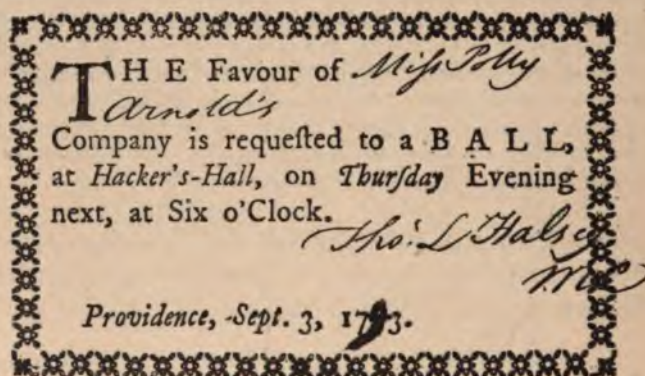 THE Favour of Miſs Polly
Arnold's
Company is requeſted to a BALL,
at Hacker's-Hall, on Thurſday Evening
next, at Six o'Clock.
Tho.s L Halsey
Providence, Sept. 3, 1793.